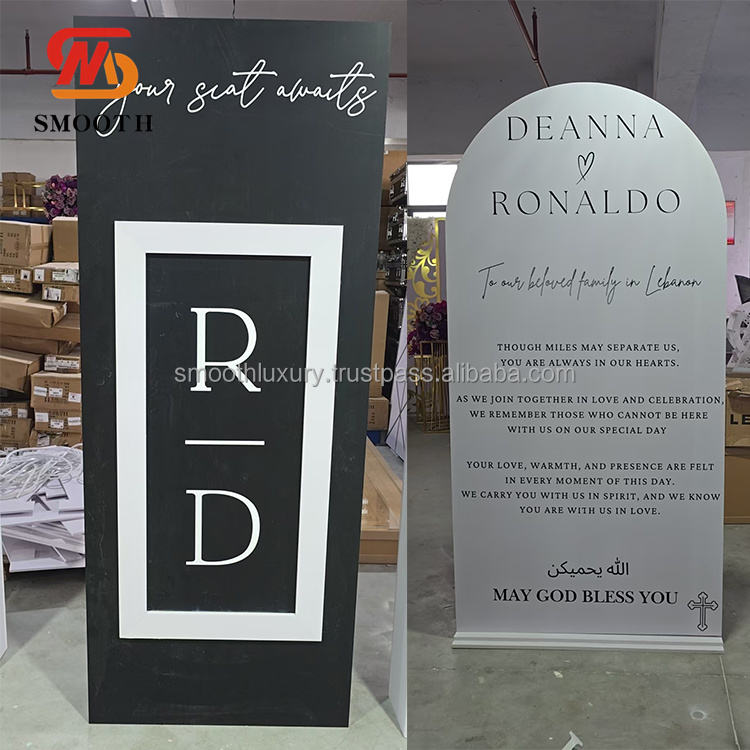 SMOOTH
your seat awaits
R
D
DEANNA
RONALDO
To our beloved family in Lebanon
THOUGH MILES MAY SEPARATE US,
YOU ARE ALWAYS IN OUR HEARTS.
AS WE JOIN TOGETHER IN LOVE AND CELEBRATION,
WE REMEMBER THOSE WHO CANNOT BE HERE
WITH US ON OUR SPECIAL DAY
YOUR LOVE, WARMTH, AND PRESENCE ARE FELT
IN EVERY MOMENT OF THIS DAY.
WE CARRY YOU WITH US IN SPIRIT, AND WE KNOW
YOU ARE WITH US IN LOVE.
الله يحميكن
MAY GOD BLESS YOU
smoothluxury.trustpass.alibaba.com